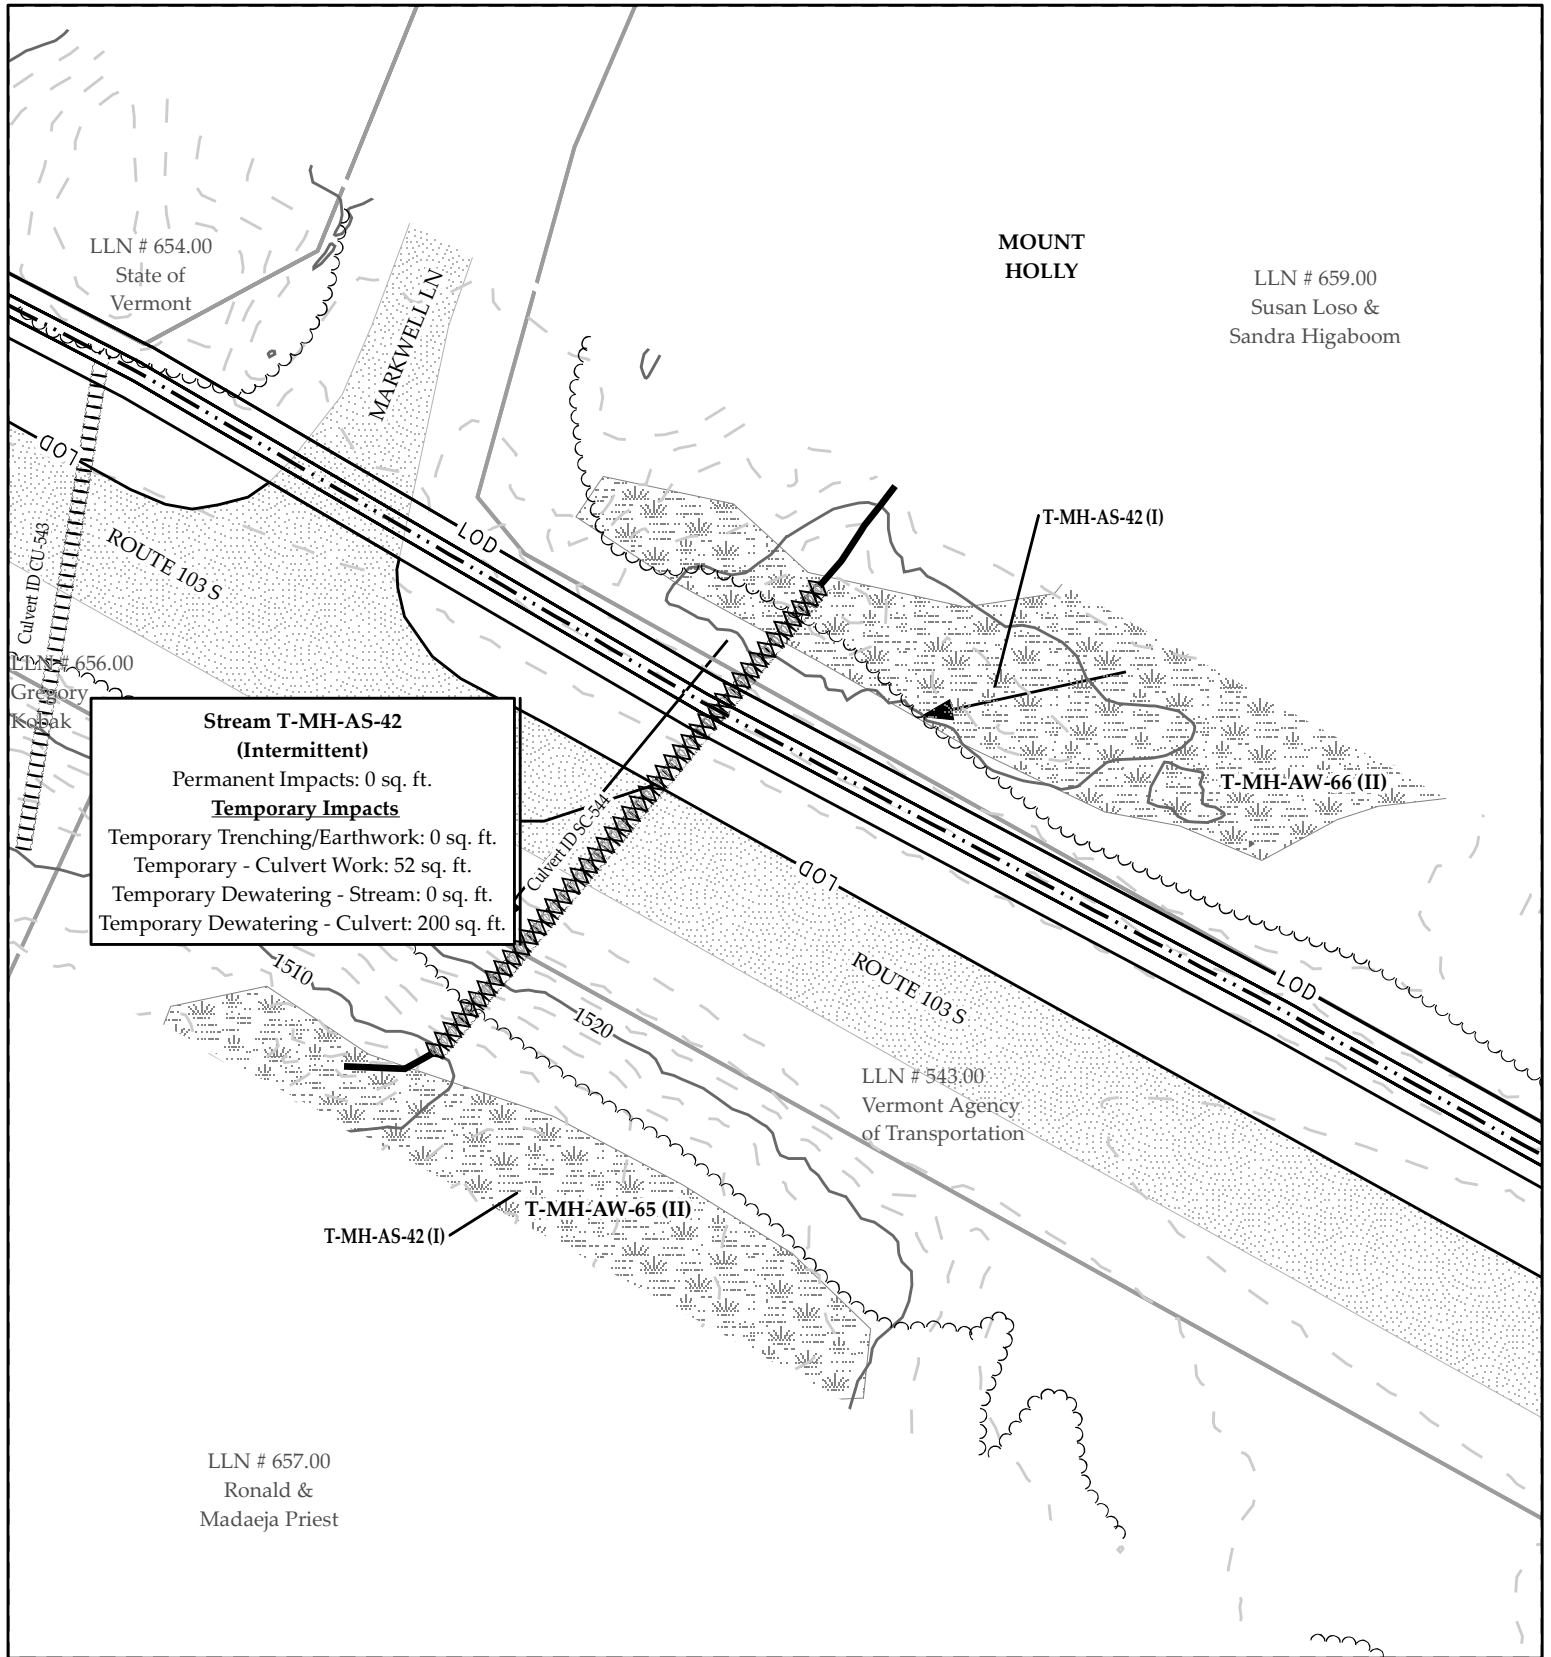 MOUNT
HOLLY
LLN # 654.00
State of
Vermont
LLN # 659.00
Susan Loso &
Sandra Higaboom
MARKWELL LN
LOD
LOD
T-MH-AS-42 (I)
ROUTE 103 S
Culvert ID CU-543
LLN # 656.00
Gregory
Kobak
Stream T-MH-AS-42
(Intermittent)
Permanent Impacts: 0 sq. ft.
Temporary Impacts
Temporary Trenching/Earthwork: 0 sq. ft.
Temporary - Culvert Work: 52 sq. ft.
Temporary Dewatering - Stream: 0 sq. ft.
Temporary Dewatering - Culvert: 200 sq. ft.
T-MH-AW-66 (II)
Culvert ID SC-544
LOD
1510
ROUTE 103 S
LOD
1520
LLN # 543.00
Vermont Agency
of Transportation
T-MH-AW-65 (II)
T-MH-AS-42 (I)
LLN # 657.00
Ronald &
Madaeja Priest